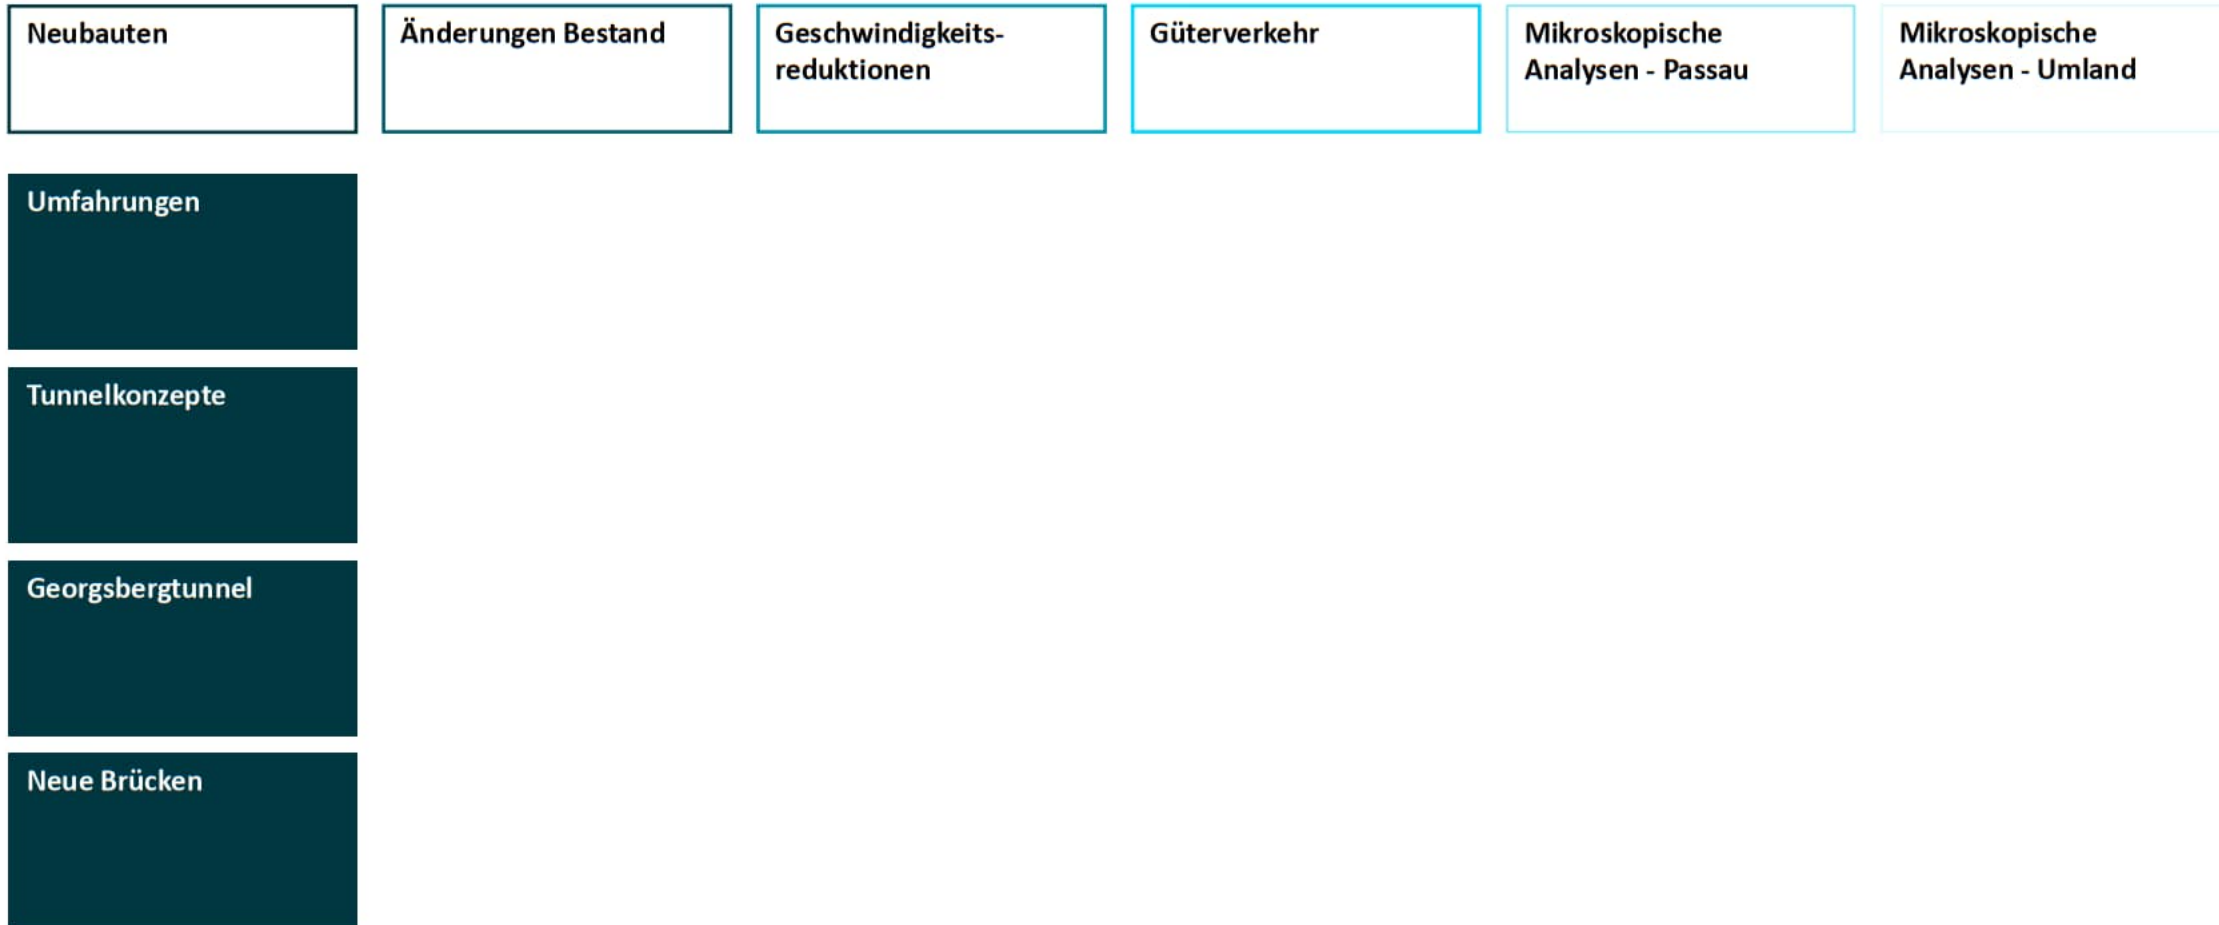 Neubauten
Änderungen Bestand
Geschwindigkeits-
reduktionen
Güterverkehr
Mikroskopische
Analysen - Passau
Mikroskopische
Analysen - Umland
Umfahrungen
Tunnelkonzepte
Georgsbergtunnel
Neue Brücken